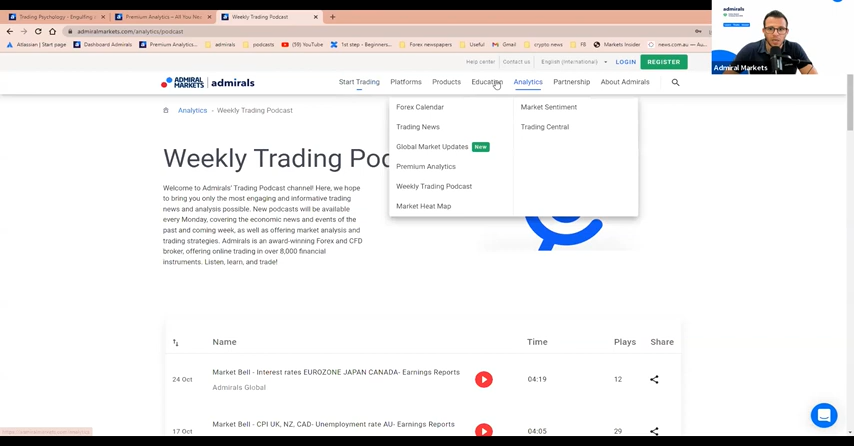 Trading Psychology - Engulfing
Premium Analytics – All You Nee
Weekly Trading Podcast
admiralmarkets.com/analytics/podcast
Atlassian | Start page
Dashboard Admirals
Premium Analytics...
admirals
podcasts
(39) YouTube
1st step - Beginners...
Forex newspapers
Useful
Gmail
crypto news
FB
Markets Insider
news.com.au — Au...
admirals
Admiral Markets
Help center
Contact us
English (International)
LOGIN
REGISTER
ADMIRAL MARKETS | admirals
Start Trading
Platforms
Products
Education
Analytics
Partnership
About Admirals
Forex Calendar
Market Sentiment
Trading News
Trading Central
Global Market Updates New
Premium Analytics
Weekly Trading Podcast
Market Heat Map
Analytics - Weekly Trading Podcast
Weekly Trading Pod
Welcome to Admirals' Trading Podcast channel! Here, we hope
to bring you only the most engaging and informative trading
news and analysis possible. New podcasts will be available
every Monday, covering the economic news and events of the
past and coming week, as well as offering market analysis and
trading strategies. Admirals is an award-winning Forex and CFD
broker, offering online trading in over 8,000 financial
instruments. Listen, learn, and trade!
Name Time Plays Share
24 Oct Market Bell - Interest rates EUROZONE JAPAN CANADA- Earnings Reports 04:19 12
Admirals Global
17 Oct Market Bell - CPI UK, NZ, CAD- Unemployment rate AU- Earnings Reports 04:05 29